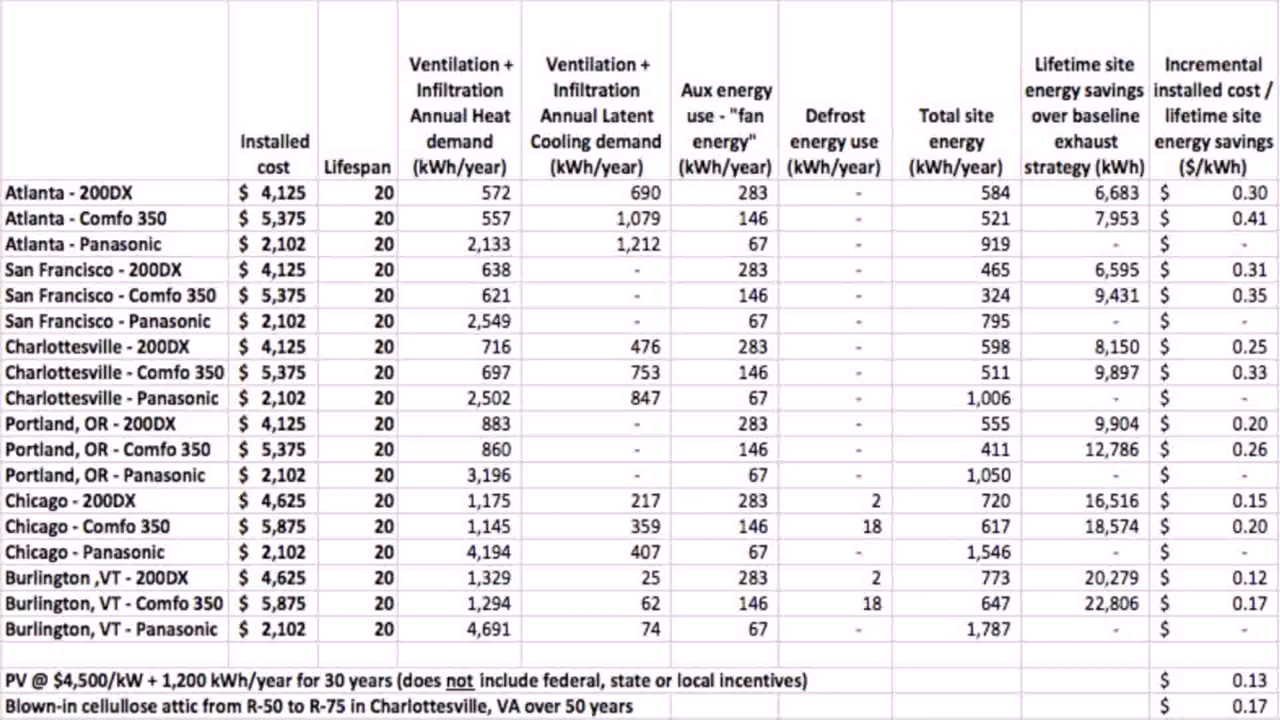 Installed cost Lifespan Ventilation + Infiltration Annual Heat demand (kWh/year) Ventilation + Infiltration Annual Latent Cooling demand (kWh/year) Aux energy use - "fan energy" (kWh/year) Defrost energy use (kWh/year) Total site energy (kWh/year) Lifetime site energy savings over baseline exhaust strategy (kWh) Incremental installed cost / lifetime site energy savings ($/kWh)
Atlanta - 200DX $ 4,125 20 572 690 283 - 584 6,683 $ 0.30
Atlanta - Comfo 350 $ 5,375 20 557 1,079 146 - 521 7,953 $ 0.41
Atlanta - Panasonic $ 2,102 20 2,133 1,212 67 - 919 - $ -
San Francisco - 200DX $ 4,125 20 638 - 283 - 465 6,595 $ 0.31
San Francisco - Comfo 350 $ 5,375 20 621 - 146 - 324 9,431 $ 0.35
San Francisco - Panasonic $ 2,102 20 2,549 - 67 - 795 - $ -
Charlottesville - 200DX $ 4,125 20 716 476 283 - 598 8,150 $ 0.25
Charlottesville - Comfo 350 $ 5,375 20 697 753 146 - 511 9,897 $ 0.33
Charlottesville - Panasonic $ 2,102 20 2,502 847 67 - 1,006 - $ -
Portland, OR - 200DX $ 4,125 20 883 - 283 - 555 9,904 $ 0.20
Portland, OR - Comfo 350 $ 5,375 20 860 - 146 - 411 12,786 $ 0.26
Portland, OR - Panasonic $ 2,102 20 3,196 - 67 - 1,050 - $ -
Chicago - 200DX $ 4,625 20 1,175 217 283 2 720 16,516 $ 0.15
Chicago - Comfo 350 $ 5,875 20 1,145 359 146 18 617 18,574 $ 0.20
Chicago - Panasonic $ 2,102 20 4,194 407 67 - 1,546 - $ -
Burlington ,VT - 200DX $ 4,625 20 1,329 25 283 2 773 20,279 $ 0.12
Burlington, VT - Comfo 350 $ 5,875 20 1,294 62 146 18 647 22,806 $ 0.17
Burlington, VT - Panasonic $ 2,102 20 4,691 74 67 - 1,787 - $ -
PV @ $4,500/kW + 1,200 kWh/year for 30 years (does not include federal, state or local incentives) $ 0.13
Blown-in cellullose attic from R-50 to R-75 in Charlottesville, VA over 50 years $ 0.17